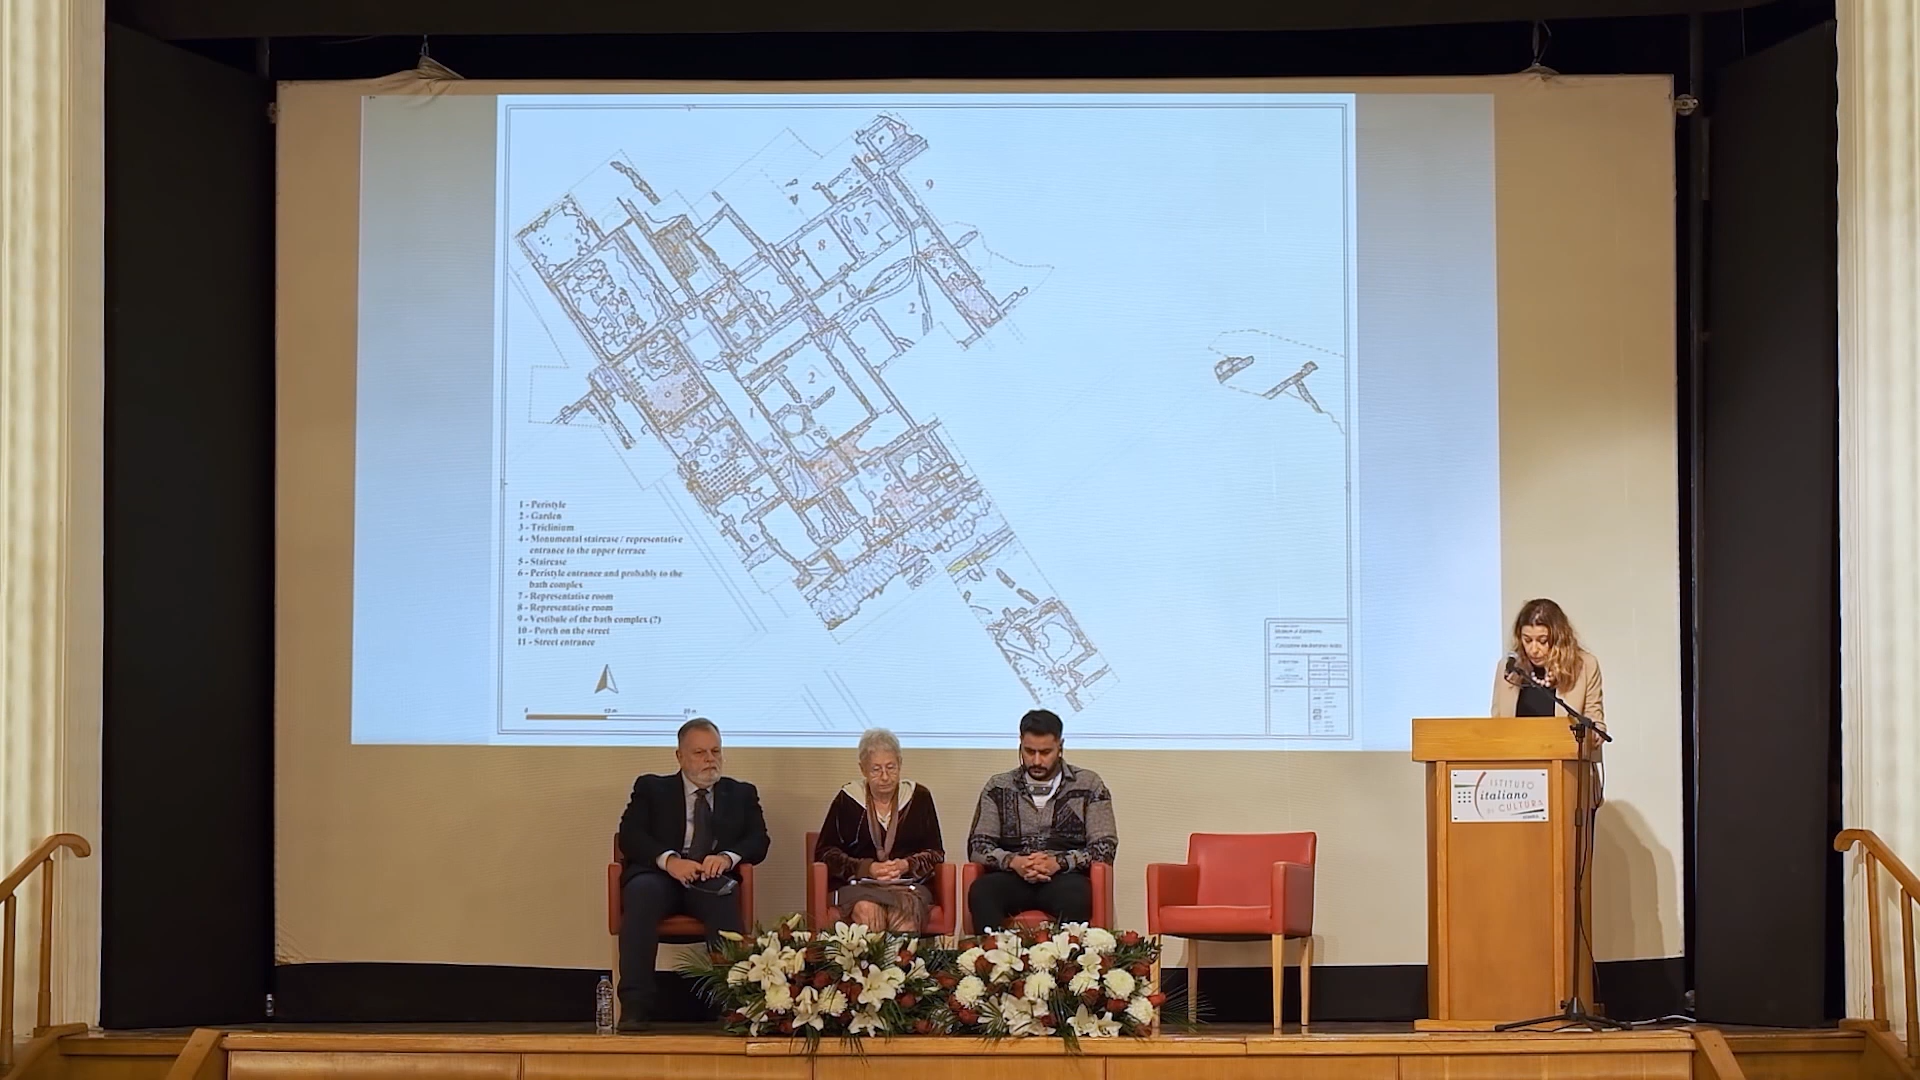 9
7
8
1
2
2
1
10
11
1 - Peristyle
2 - Garden
3 - Triclinium
4 - Monumental staircase / representative
entrance to the upper terrace
5 - Staircase
6 - Peristyle entrance and probably to the
bath complex
7 - Representative room
8 - Representative room
9 - Vestibule of the bath complex (?)
10 - Porch on the street
11 - Street entrance
ISTITUTO
italiano
DI CULTURA